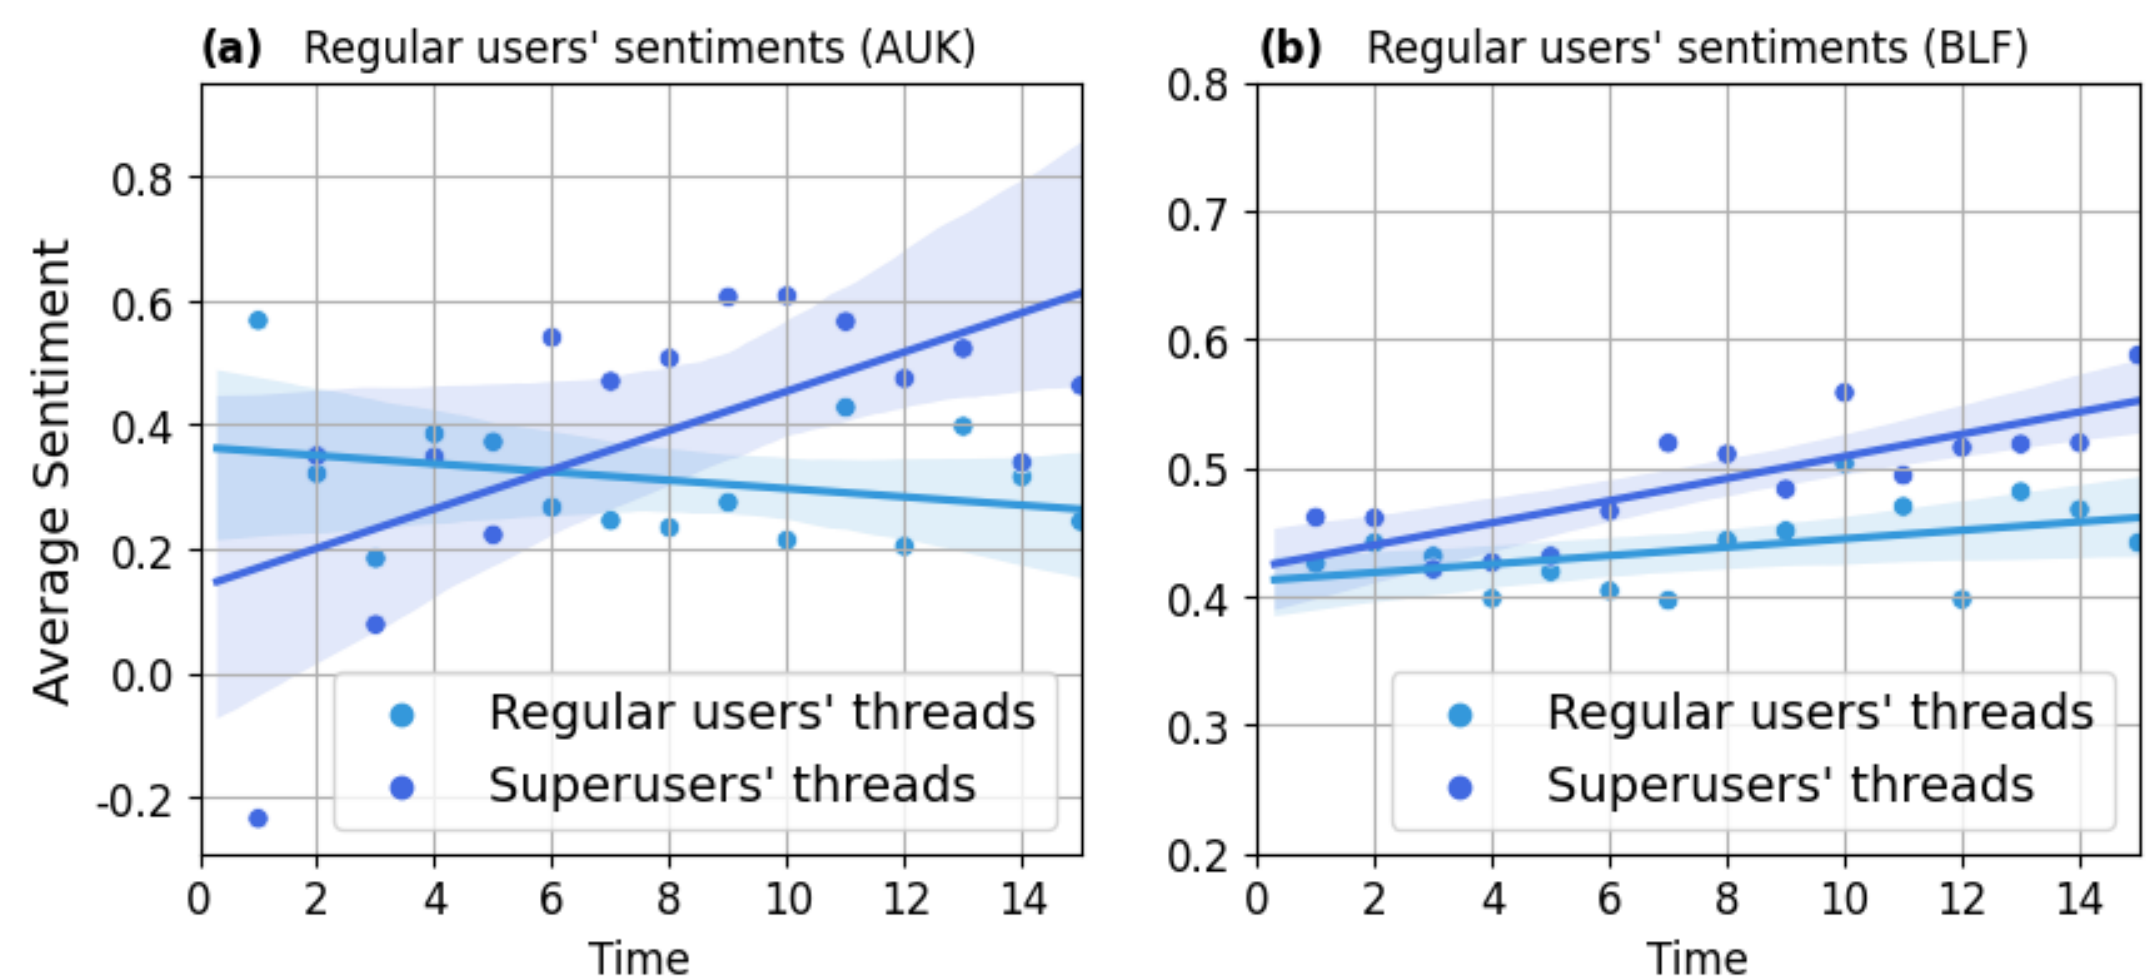 (a) Regular users' sentiments (AUK)
Average Sentiment
0.8
0.6
0.4
0.2
0.0
-0.2
0 2 4 6 8 10 12 14
Time
Regular users' threads
Superusers' threads
(b) Regular users' sentiments (BLF)
0.8
0.7
0.6
0.5
0.4
0.3
0.2
0 2 4 6 8 10 12 14
Time
Regular users' threads
Superusers' threads